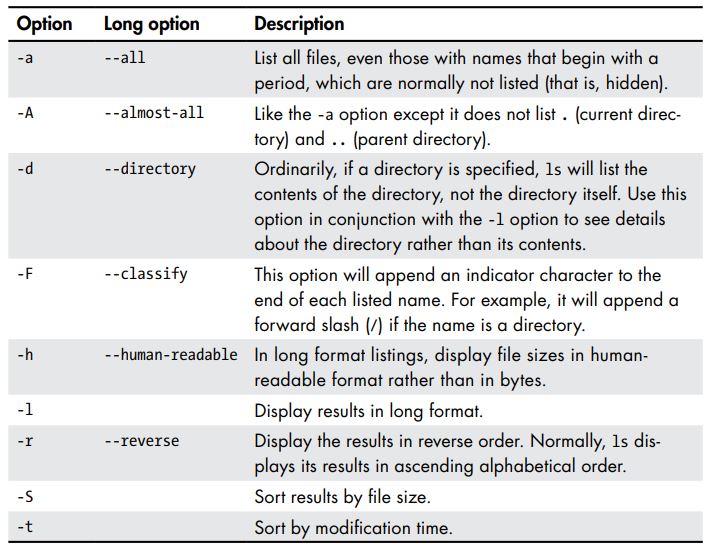 Option Long option Description
-a --all List all files, even those with names that begin with a
period, which are normally not listed (that is, hidden).
-A --almost-all Like the -a option except it does not list . (current direc-
tory) and .. (parent directory).
-d --directory Ordinarily, if a directory is specified, ls will list the
contents of the directory, not the directory itself. Use this
option in conjunction with the -l option to see details
about the directory rather than its contents.
-F --classify This option will append an indicator character to the
end of each listed name. For example, it will append a
forward slash (/) if the name is a directory.
-h --human-readable In long format listings, display file sizes in human-
readable format rather than in bytes.
-l Display results in long format.
-r --reverse Display the results in reverse order. Normally, ls dis-
plays its results in ascending alphabetical order.
-S Sort results by file size.
-t Sort by modification time.